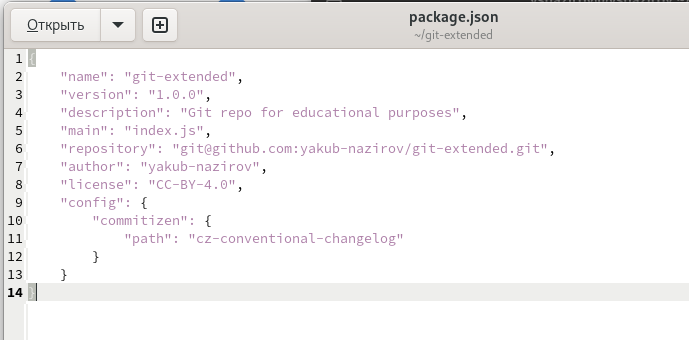 Открыть
package.json
~/git-extended
1 {
2 "name": "git-extended",
3 "version": "1.0.0",
4 "description": "Git repo for educational purposes",
5 "main": "index.js",
6 "repository": "git@github.com:yakub-nazirov/git-extended.git",
7 "author": "yakub-nazirov",
8 "license": "CC-BY-4.0",
9 "config": {
10 "commitizen": {
11 "path": "cz-conventional-changelog"
12 }
13 }
14 }